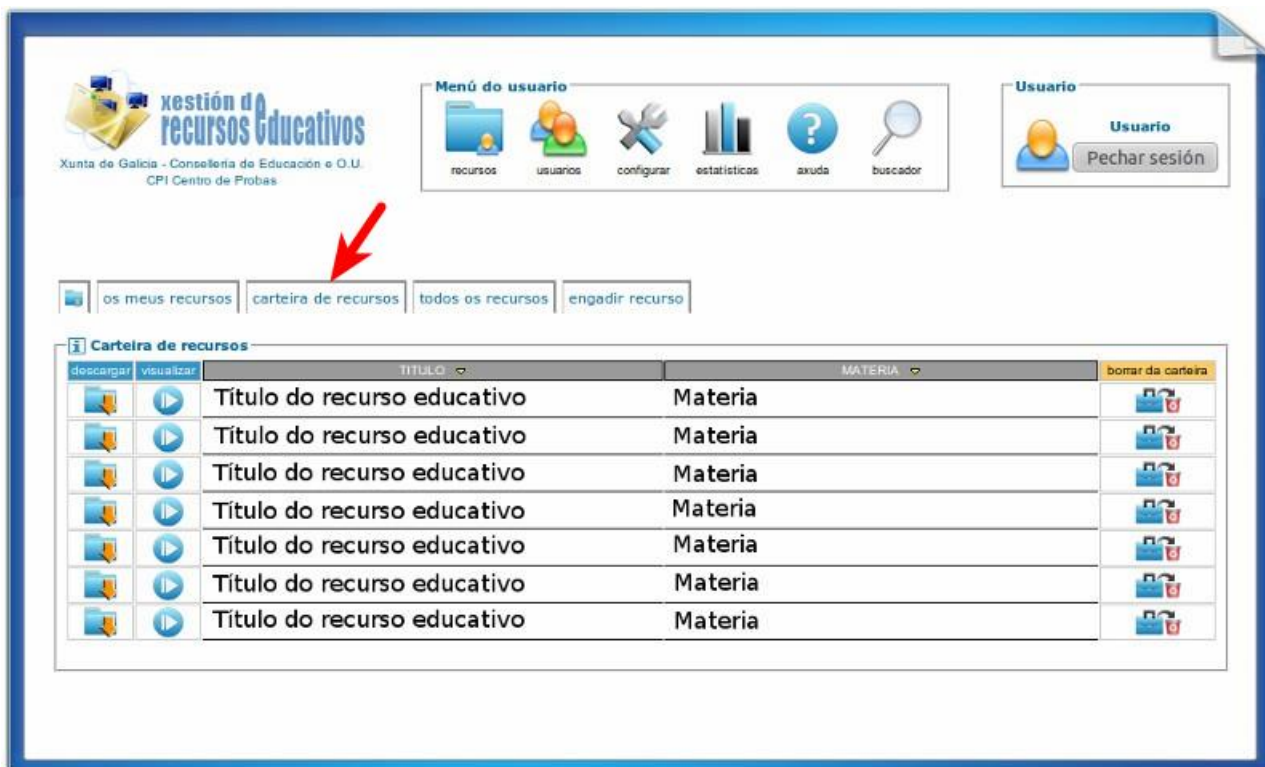 xestión de
recursos educativos
Xunta de Galicia - Consellería de Educación e O.U.
CPI Centro de Probas
Menú do usuario
recursos usuarios configurar estatísticas axuda buscador
Usuario
Usuario
Pechar sesión
os meus recursos carteira de recursos todos os recursos engadir recurso
Carteira de recursos
descargar visualizar TITULO MATERIA borrar da carteira
Título do recurso educativo Materia
Título do recurso educativo Materia
Título do recurso educativo Materia
Título do recurso educativo Materia
Título do recurso educativo Materia
Título do recurso educativo Materia
Título do recurso educativo Materia